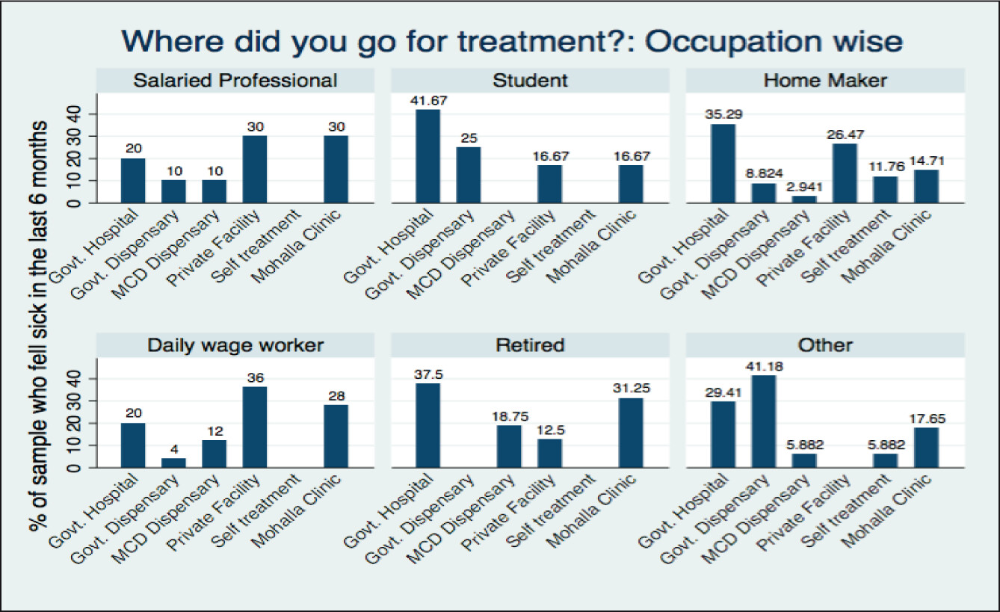 Where did you go for treatment?: Occupation wise
% of sample who fell sick in the last 6 months
Salaried Professional
40
30
20
10
0
20
10
10
30
30
Govt. Hospital
Govt. Dispensary
MCD Dispensary
Private Facility
Self treatment
Mohalla Clinic
Student
41.67
25
16.67
16.67
Govt. Hospital
Govt. Dispensary
MCD Dispensary
Private Facility
Self treatment
Mohalla Clinic
Home Maker
35.29
8.824
2.941
26.47
11.76
14.71
Govt. Hospital
Govt. Dispensary
MCD Dispensary
Private Facility
Self treatment
Mohalla Clinic
Daily wage worker
40
30
20
10
0
20
4
12
36
28
Govt. Hospital
Govt. Dispensary
MCD Dispensary
Private Facility
Self treatment
Mohalla Clinic
Retired
37.5
18.75
12.5
31.25
Govt. Hospital
Govt. Dispensary
MCD Dispensary
Private Facility
Self treatment
Mohalla Clinic
Other
29.41
41.18
5.882
5.882
17.65
Govt. Hospital
Govt. Dispensary
MCD Dispensary
Private Facility
Self treatment
Mohalla Clinic